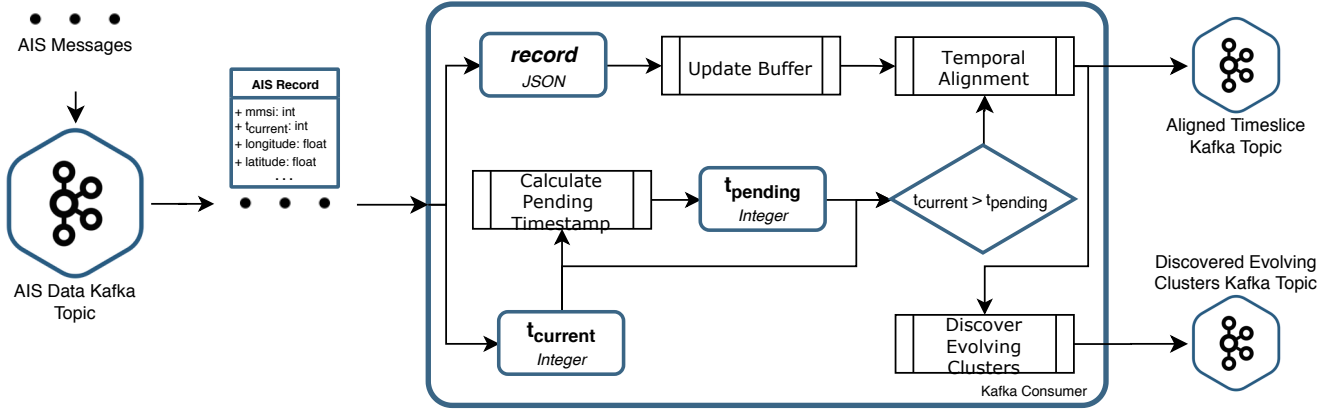 AIS Messages
AIS Data Kafka
Topic
AIS Record
+ mmsi: int
+ tcurrent: int
+ longitude: float
+ latitude: float
...
record
JSON
Update Buffer
Temporal
Alignment
Calculate
Pending
Timestamp
tpending
Integer
tcurrent > tpending
tcurrent
Integer
Discover
Evolving
Clusters
Kafka Consumer
Aligned Timeslice
Kafka Topic
Discovered Evolving
Clusters Kafka Topic